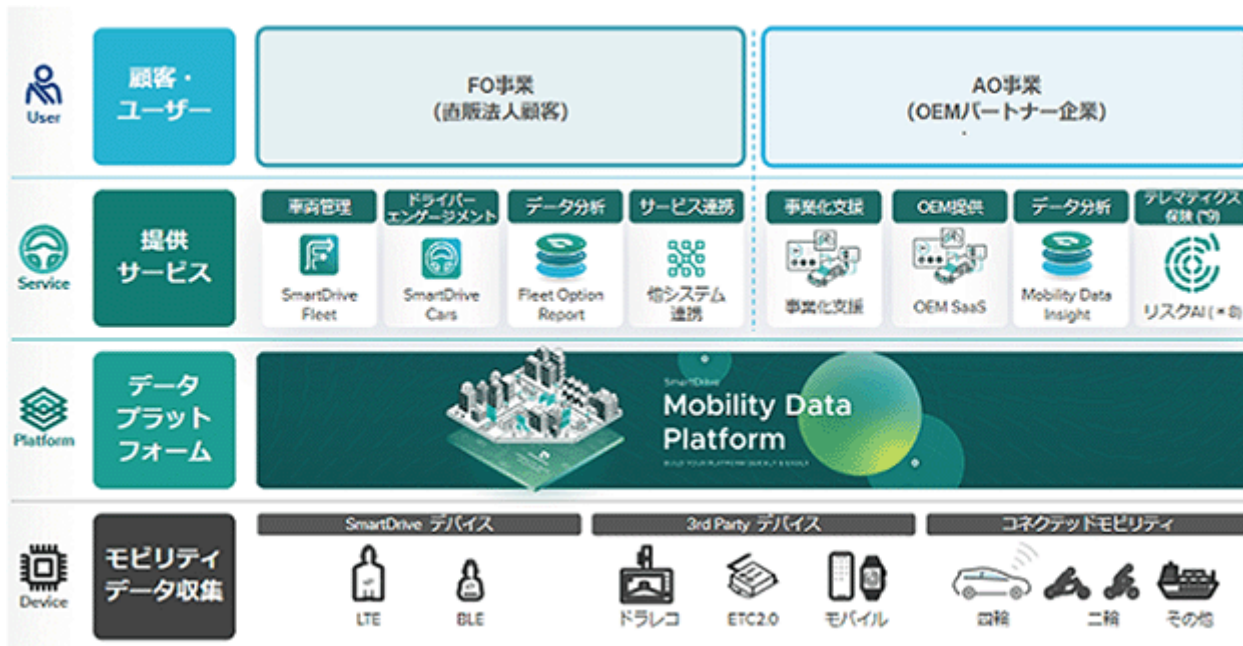 User
顧客・
ユーザー
FO事業
(直販法人顧客)
AO事業
(OEMパートナー企業)
Service
提供
サービス
車両管理
SmartDrive
Fleet
ドライバー
エンゲージメント
SmartDrive
Cars
データ分析
Fleet Option
Report
サービス連携
他システム
連携
事業化支援
事業化支援
OEM提供
OEM SaaS
データ分析
Mobility Data
Insight
テレマティクス
保険(*9)
リスクAI(*8)
Platform
データ
プラット
フォーム
SmartDrive
Mobility Data
Platform
BUILD YOUR PLATFORM QUICKLY & EASILY
Device
モビリティ
データ収集
SmartDrive デバイス
LTE
BLE
3rd Party デバイス
ドラレコ
ETC2.0
モバイル
コネクテッドモビリティ
四輪
二輪
その他